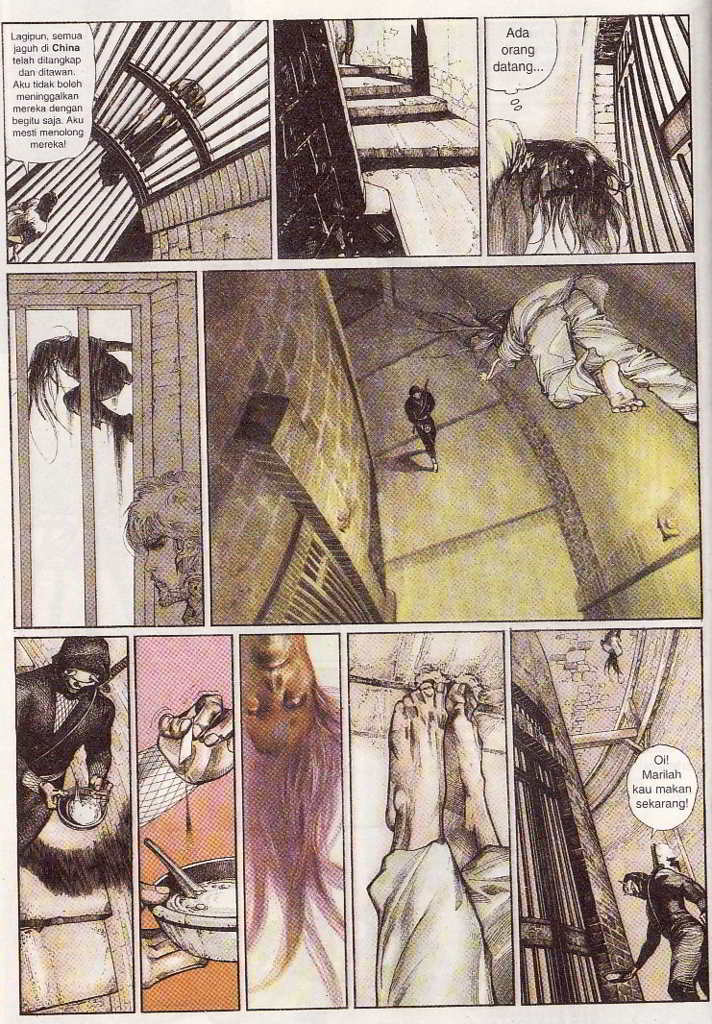 Lagipun, semua
jaguh di China
telah ditangkap
dan ditawan.
Aku tidak boleh
meninggalkan
mereka dengan
begitu saja. Aku
mesti menolong
mereka!
Ada
orang
datang...
Oi!
Marilah
kau makan
sekarang!